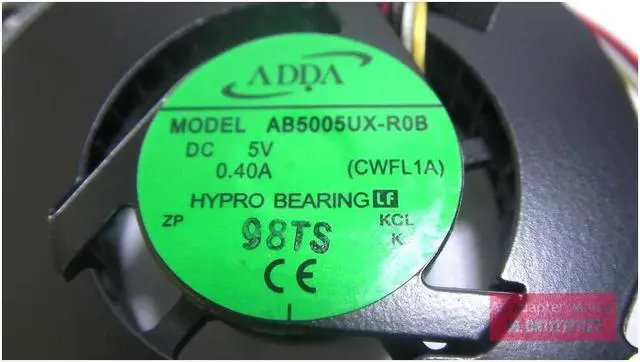 ADDA
MODEL AB5005UX-R0B
DC 5V
0.40A (CWFL1A)
HYPRO BEARING LF
ZP KCL
98TS K
CE